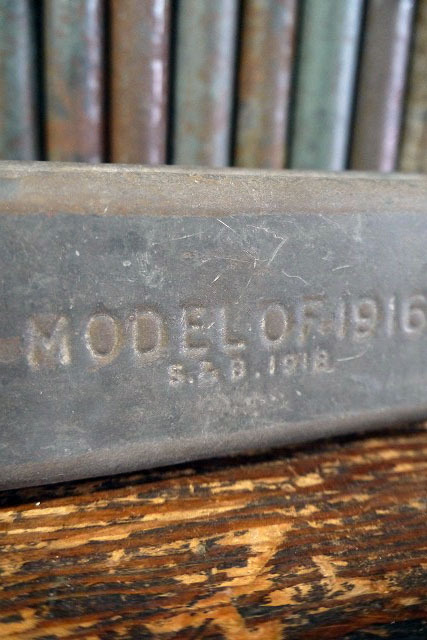 MODEL OF 1916
S. & D. 1918